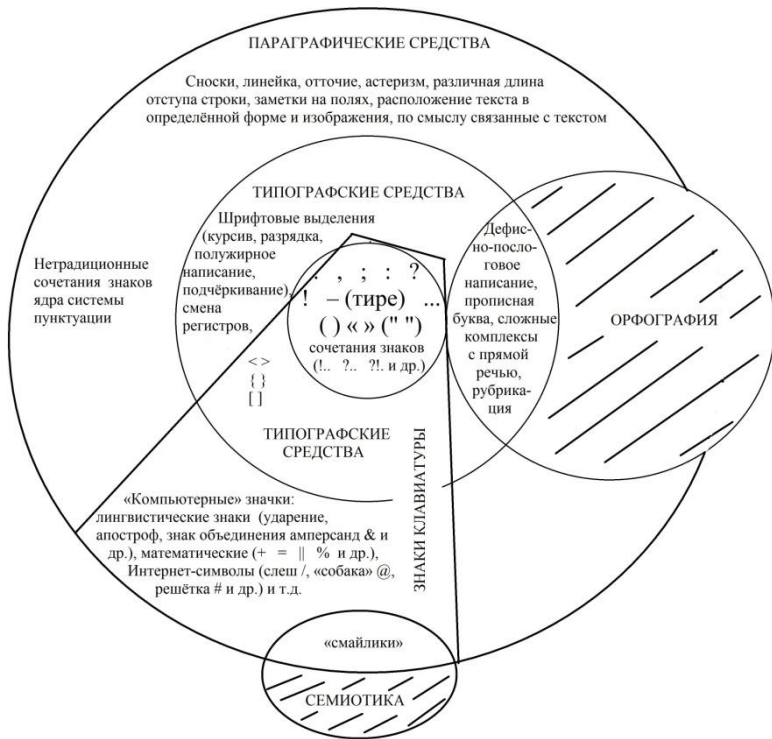 ПАРАГРАФИЧЕСКИЕ СРЕДСТВА
Сноски, линейка, отточие, астеризм, различная длина
отступа строки, заметки на полях, расположение текста в
определённой форме и изображения, по смыслу связанные с текстом
ТИПОГРАФСКИЕ СРЕДСТВА
Шрифтовые выделения
(курсив, разрядка,
полужирное
написание,
подчёркивание),
смена
регистров,
Нетрадиционные
сочетания знаков
ядра системы
пунктуации
. , ; : ?
! – (тире) ...
( ) « » (" ")
сочетания знаков
(!.. ?.. ?!. и др.)
Дефис-
но-посло-
говое
написание,
прописная
буква, сложные
комплексы
с прямой
речью,
рубрика-
ция
ОРФОГРАФИЯ
< >
{ }
[ ]
ТИПОГРАФСКИЕ
СРЕДСТВА
ЗНАКИ КЛАВИАТУРЫ
«Компьютерные» значки:
лингвистические знаки (ударение,
апостроф, знак объединения амперсанд & и
др.), математические (+ = || % и др.),
Интернет-символы (слеш /, «собака» @,
решётка # и др.) и т.д.
«смайлики»
СЕМИОТИКА